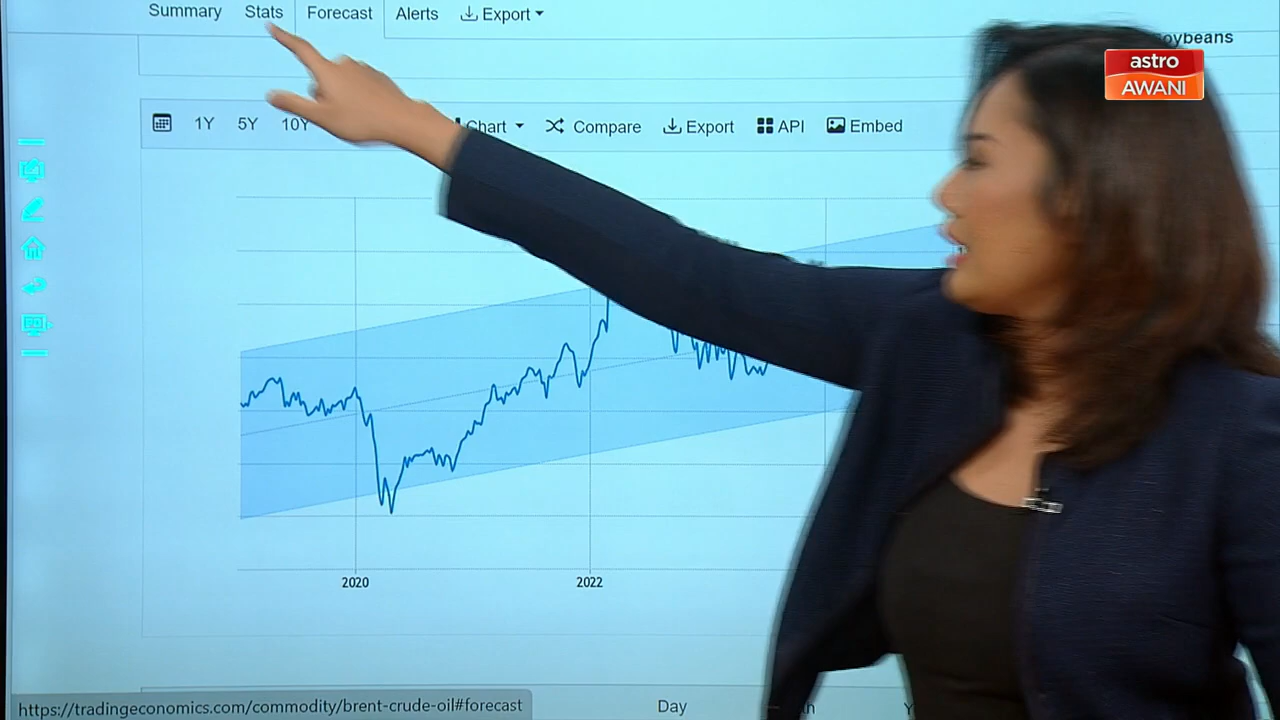 Summary Stats Forecast Alerts Export
oybeans
astro
AWANI
1Y 5Y 10Y Chart Compare Export API Embed
2020 2022
https://tradingeconomics.com/commodity/brent-crude-oil#forecast
Day